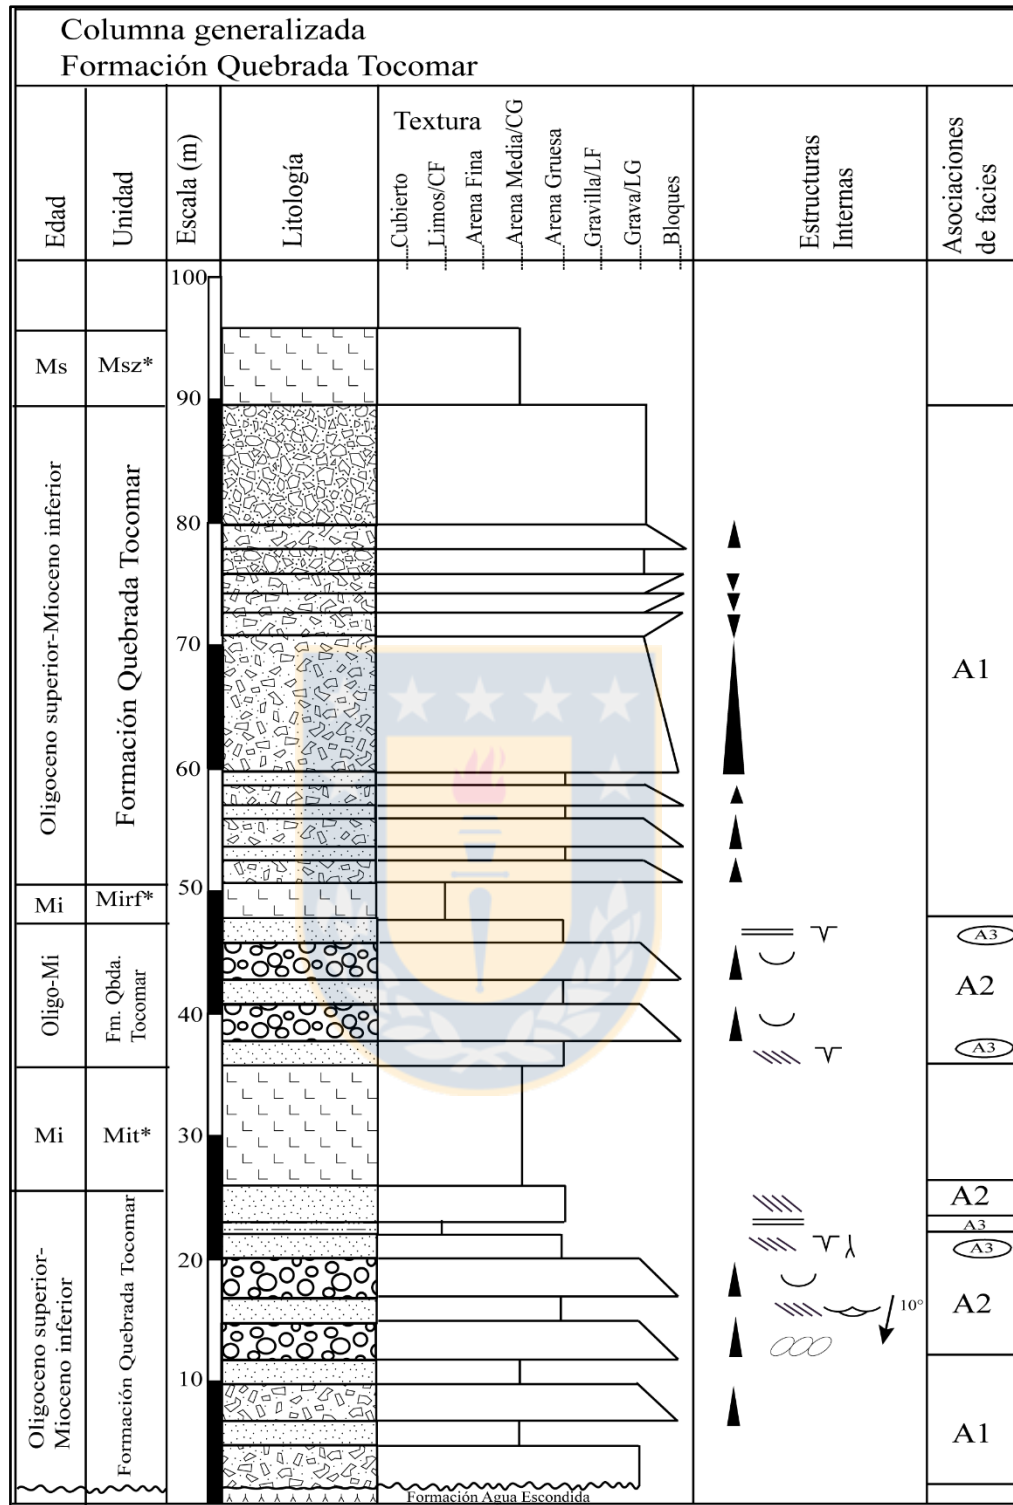 Columna generalizada
Formación Quebrada Tocomar
Edad
Unidad
Escala (m)
Litología
Textura
Cubierto
Limos/CF
Arena Fina
Arena Media/CG
Arena Gruesa
Gravilla/LF
Grava/LG
Bloques
Estructuras
Internas
Asociaciones
de facies
100
90
80
70
60
50
40
30
20
10
Ms
Msz*
Oligoceno superior-Mioceno inferior
Formación Quebrada Tocomar
A1
Mi
Mirf*
Oligo-Mi
Fm. Qbda.
Tocomar
A3
A2
A3
Mi
Mit*
Oligoceno superior-
Mioceno inferior
Formación Quebrada Tocomar
A2
A3
A3
A2
10°
A1
Formación Agua Escondida